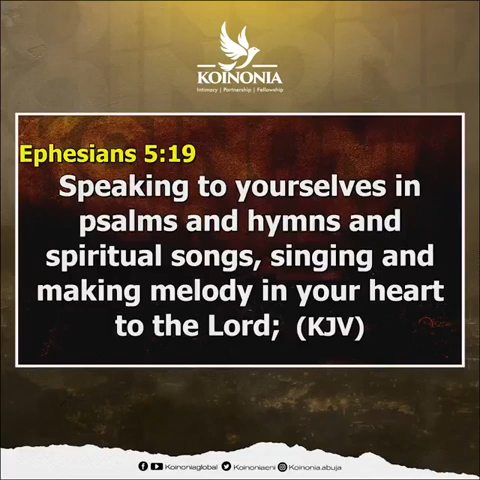 KOINONIA
Intimacy | Partnership | Fellowship
Ephesians 5:19
Speaking to yourselves in
psalms and hymns and
spiritual songs, singing and
making melody in your heart
to the Lord; (KJV)
Koinoniaglobal Koinoniaeni Koinonia.abuja